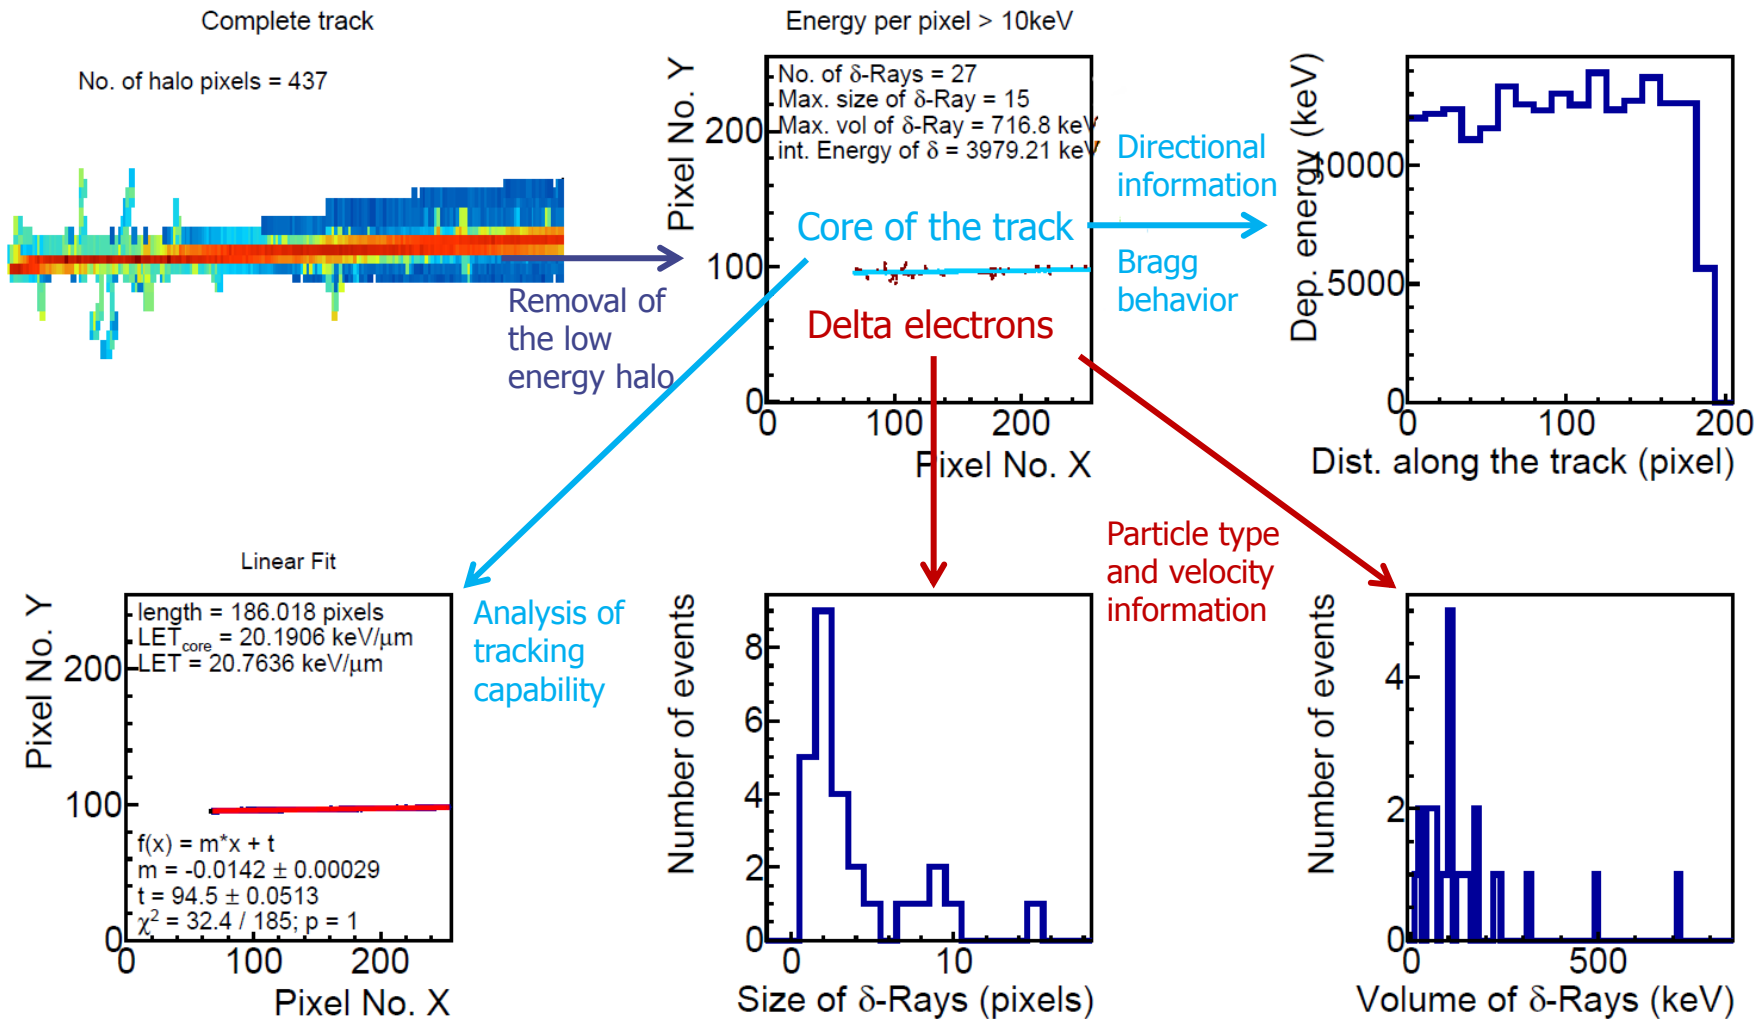 Complete track
No. of halo pixels = 437
Removal of
the low
energy halo
Energy per pixel > 10keV
Pixel No. Y
No. of δ-Rays = 27
Max. size of δ-Ray = 15
Max. vol of δ-Ray = 716.8 keV
int. Energy of δ = 3979.21 keV
200
100
0
Core of the track
Delta electrons
0 100 200
Pixel No. X
Directional
information
Bragg
behavior
Dep. energy (keV)
10000
5000
0
0 100 200
Dist. along the track (pixel)
Linear Fit
Pixel No. Y
length = 186.018 pixels
LETcore = 20.1906 keV/μm
LET = 20.7636 keV/μm
200
100
0
f(x) = m*x + t
m = -0.0142 ± 0.00029
t = 94.5 ± 0.0513
χ² = 32.4 / 185; p = 1
0 100 200
Pixel No. X
Analysis of
tracking
capability
Number of events
8
6
4
2
0
0 10
Size of δ-Rays (pixels)
Particle type
and velocity
information
Number of events
4
2
0
0 500
Volume of δ-Rays (keV)